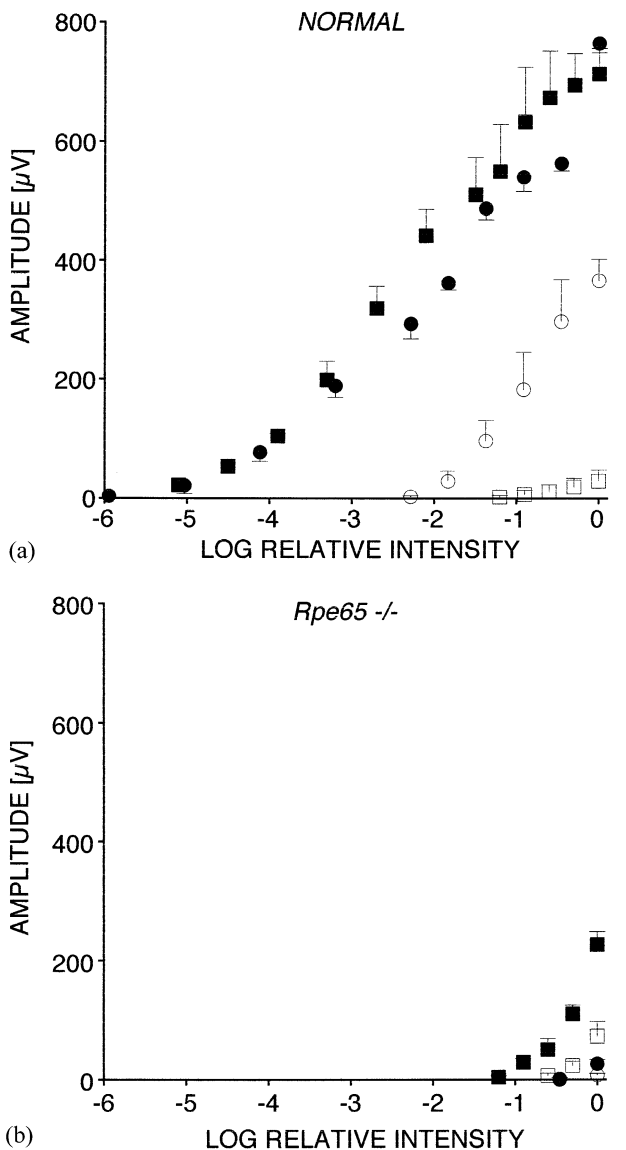 NORMAL
800
600
400
200
0
AMPLITUDE [µV]
-6 -5 -4 -3 -2 -1 0
LOG RELATIVE INTENSITY
(a)
Rpe65 -/-
800
600
400
200
0
AMPLITUDE [µV]
-6 -5 -4 -3 -2 -1 0
LOG RELATIVE INTENSITY
(b)